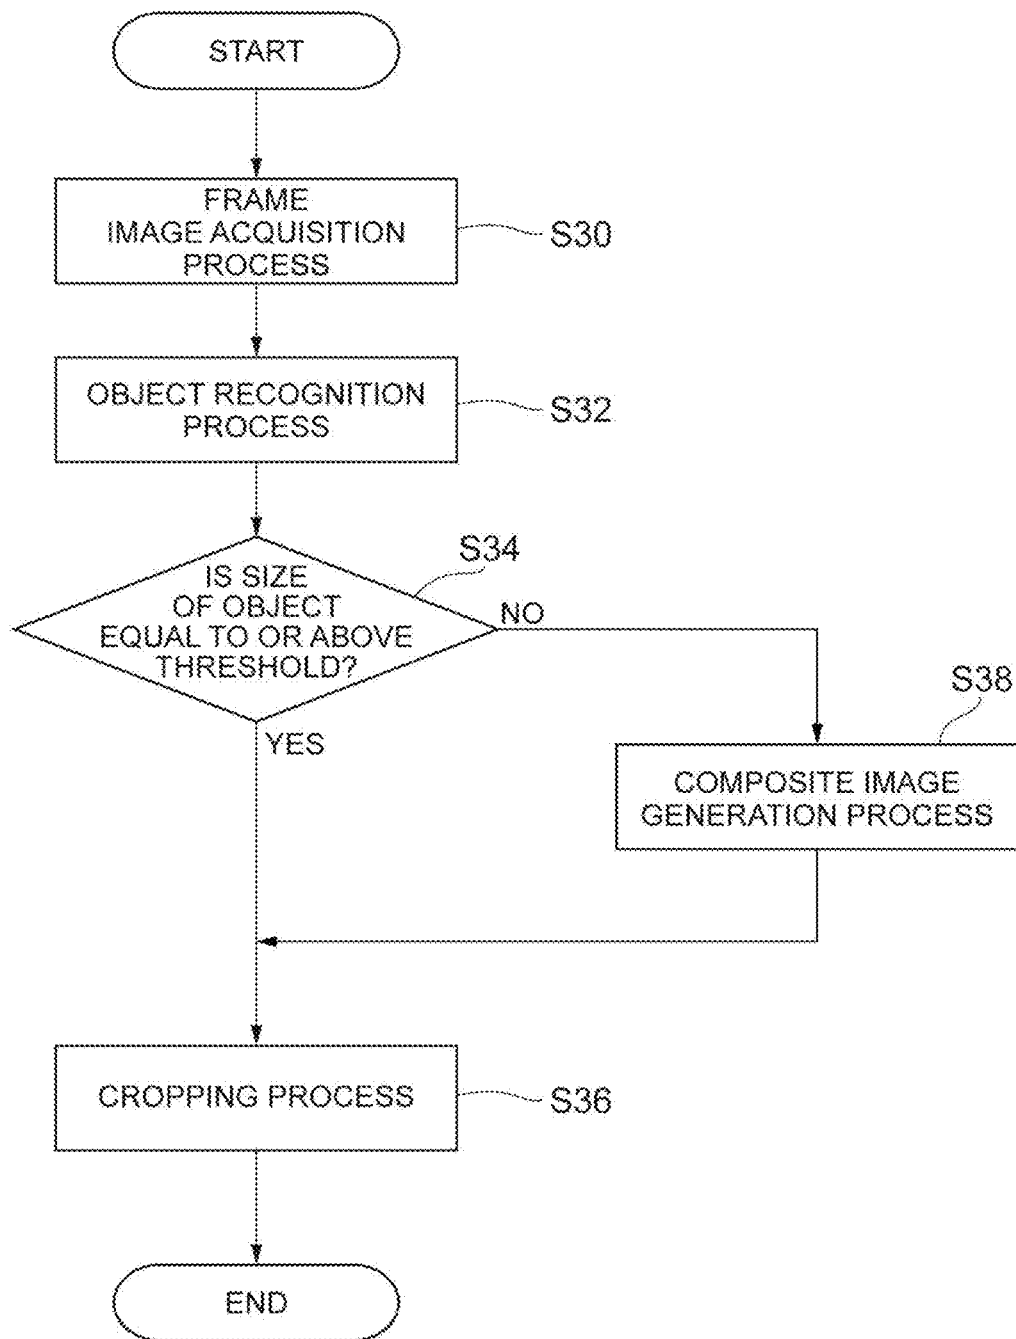 START
FRAME
IMAGE ACQUISITION
PROCESS
S30
OBJECT RECOGNITION
PROCESS
S32
S34
IS SIZE
OF OBJECT
EQUAL TO OR ABOVE
THRESHOLD?
NO
YES
S38
COMPOSITE IMAGE
GENERATION PROCESS
CROPPING PROCESS
S36
END